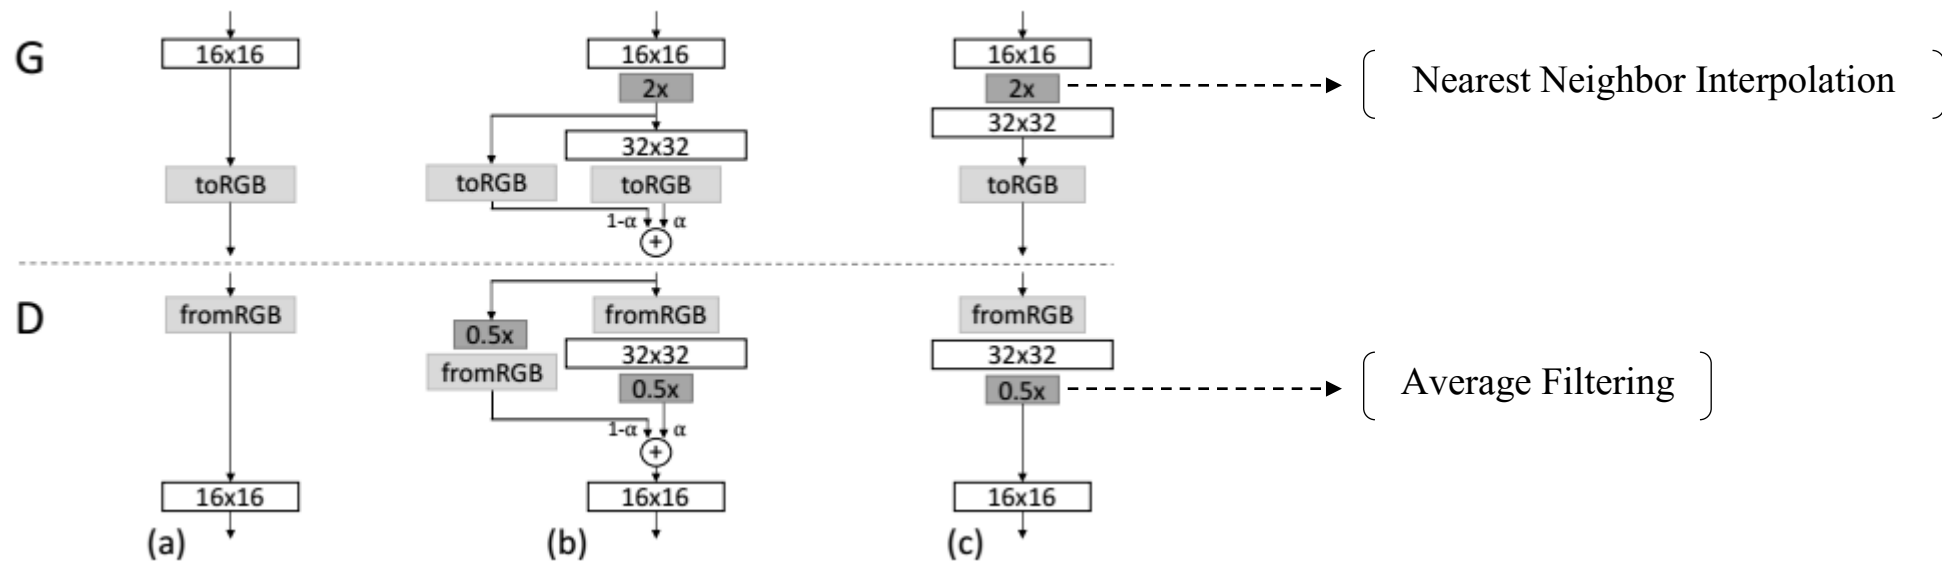 G
16x16
toRGB
16x16
2x
32x32
toRGB
toRGB
1-α
α
+
16x16
2x
32x32
toRGB
Nearest Neighbor Interpolation
D
fromRGB
16x16
(a)
0.5x
fromRGB
fromRGB
32x32
0.5x
1-α
α
+
16x16
(b)
fromRGB
32x32
0.5x
16x16
(c)
Average Filtering